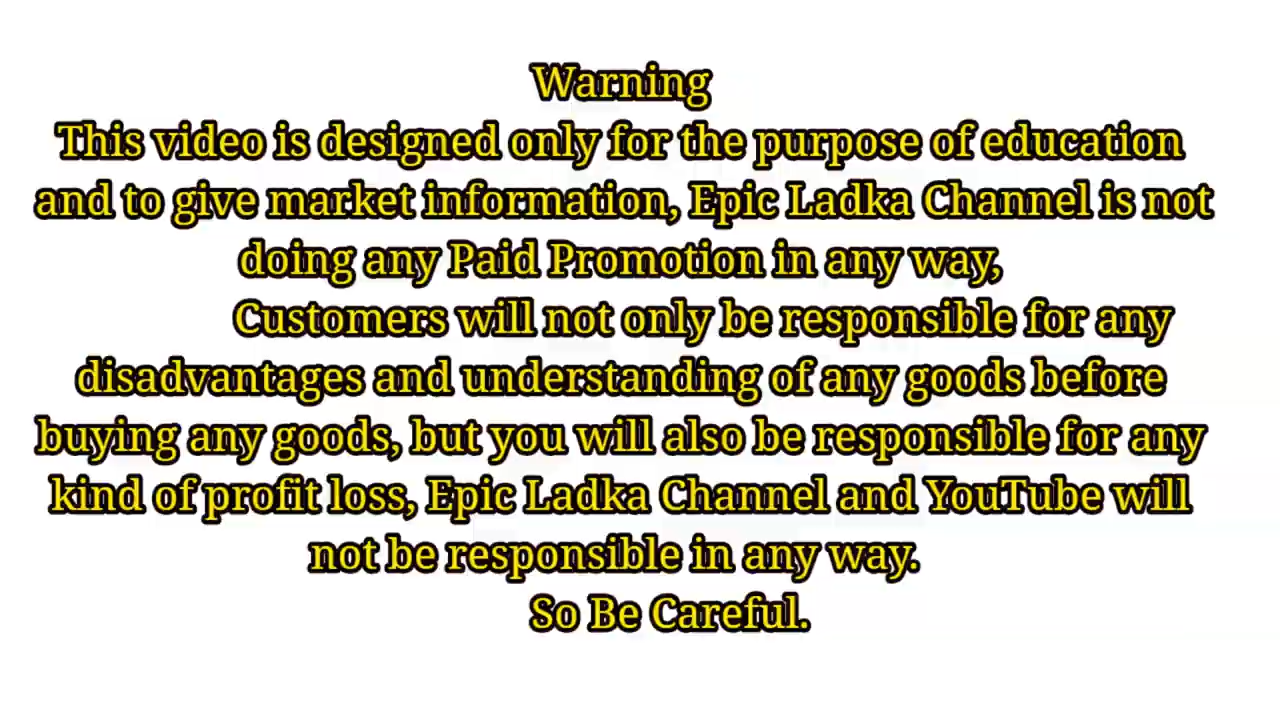 Warning
This video is designed only for the purpose of education
and to give market information, Epic Ladka Channel is not
doing any Paid Promotion in any way,
Customers will not only be responsible for any
disadvantages and understanding of any goods before
buying any goods, but you will also be responsible for any
kind of profit loss, Epic Ladka Channel and YouTube will
not be responsible in any way.
So Be Careful.